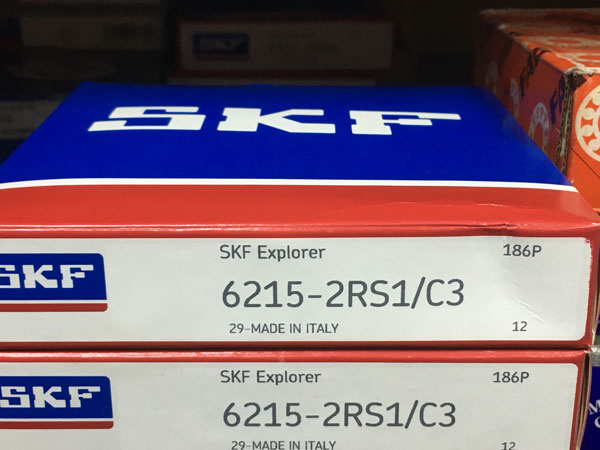 SKF
SKF
SKF Explorer 186P
6215-2RS1/C3
29-MADE IN ITALY 12
SKF
SKF Explorer 186P
6215-2RS1/C3
29-MADE IN ITALY 12
SKF